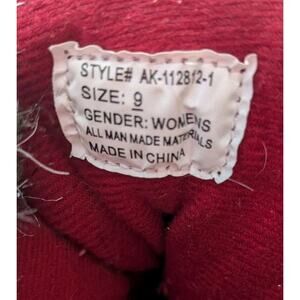 STYLE# AK-112812-1
SIZE: 9
GENDER: WOMENS
ALL MAN MADE MATERIALS
MADE IN CHINA